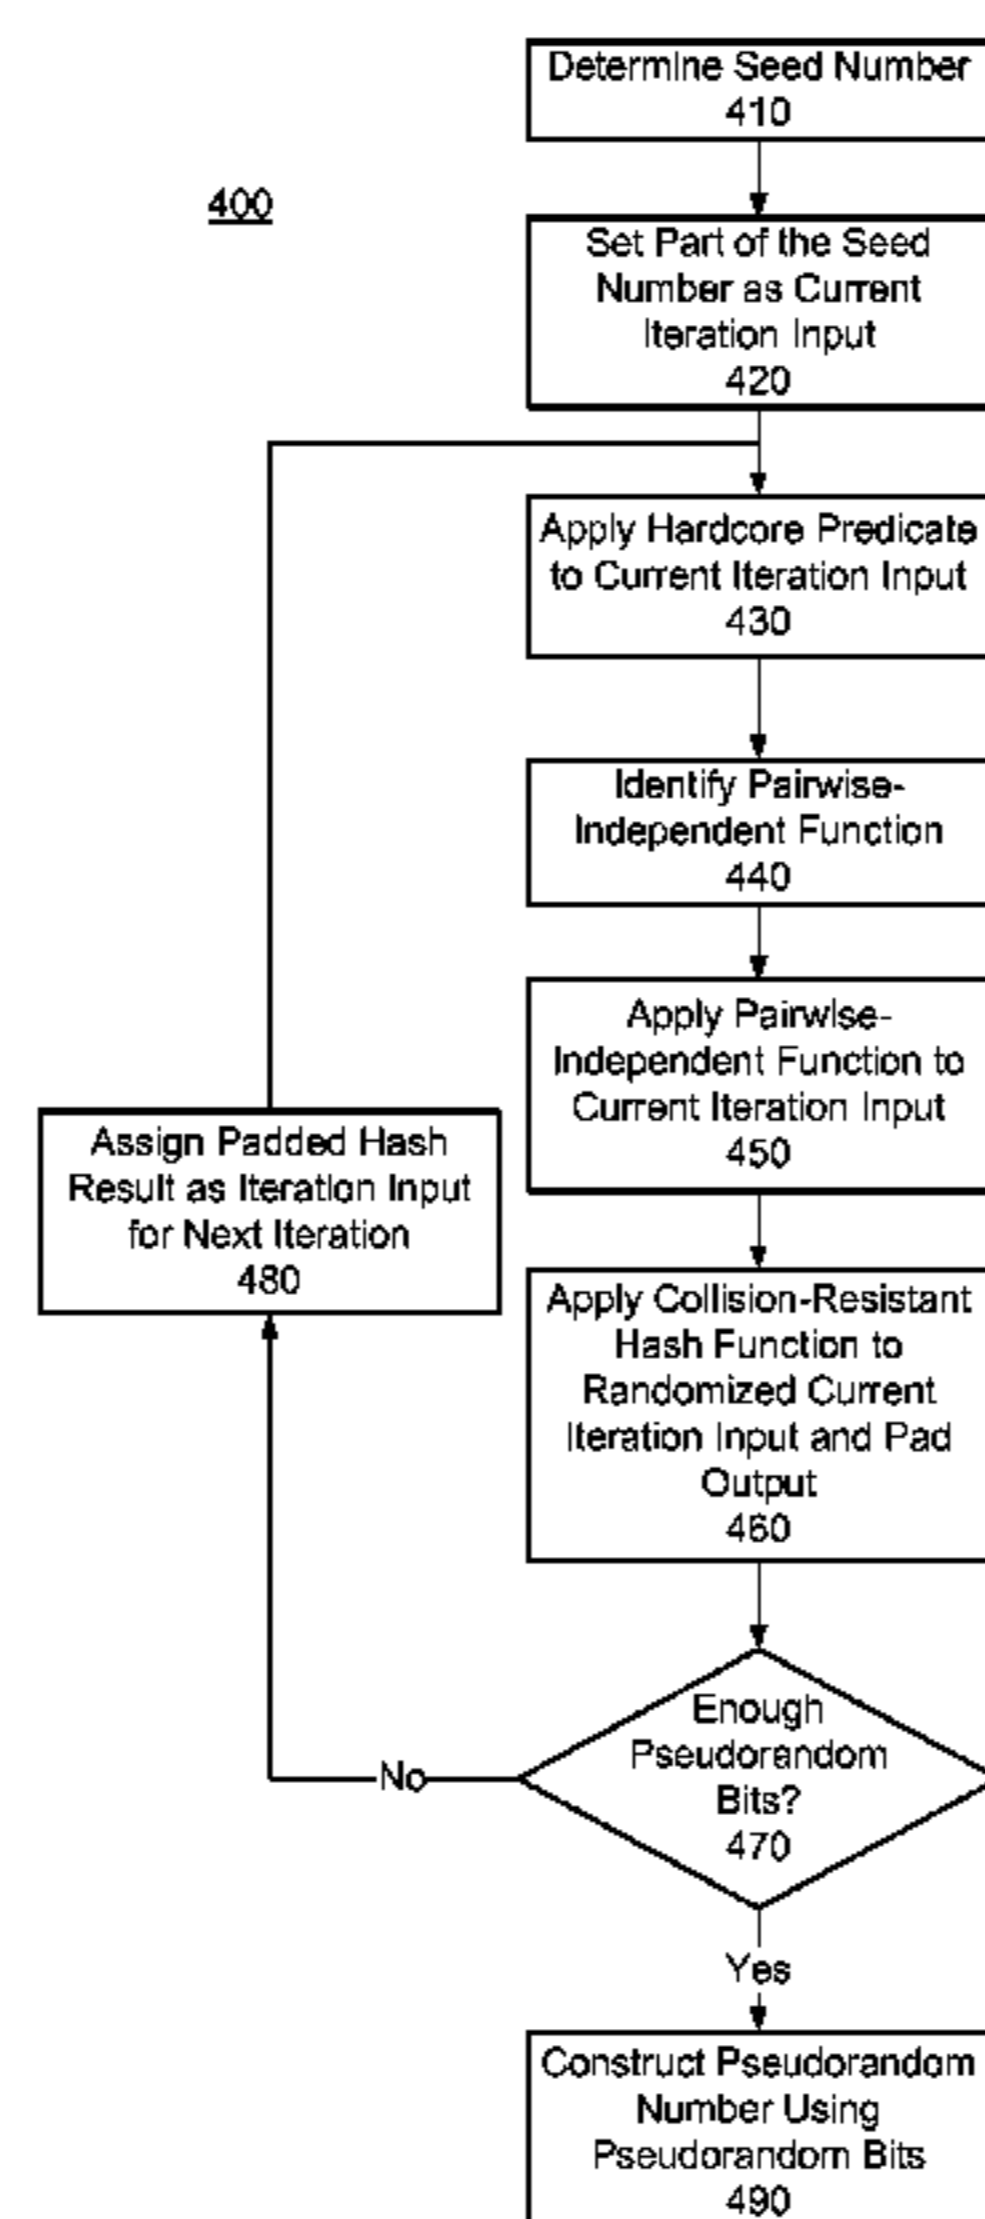 Determine Seed Number
410
400
Set Part of the Seed
Number as Current
Iteration Input
420
Apply Hardcore Predicate
to Current Iteration Input
430
Identify Pairwise-
Independent Function
440
Apply Pairwise-
Independent Function to
Current Iteration Input
450
Assign Padded Hash
Result as Iteration Input
for Next Iteration
480
Apply Collision-Resistant
Hash Function to
Randomized Current
Iteration Input and Pad
Output
460
Enough
Pseudorandom
Bits?
470
No
Yes
Construct Pseudorandom
Number Using
Pseudorandom Bits
490